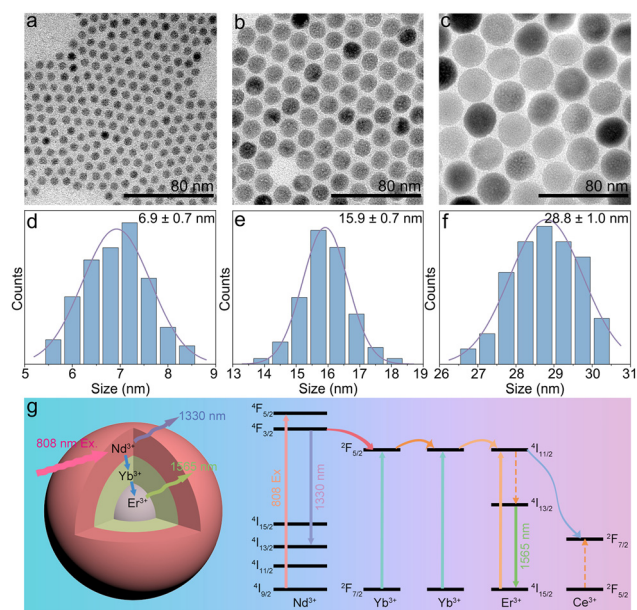 a
80 nm
b
80 nm
c
80 nm
d
6.9 ± 0.7 nm
Counts
5 6 7 8 9
Size (nm)
e
15.9 ± 0.7 nm
Counts
13 14 15 16 17 18 19
Size (nm)
f
28.8 ± 1.0 nm
Counts
26 27 28 29 30 31
Size (nm)
g
1330 nm
808 nm Ex.
Nd³⁺
Yb³⁺
Er³⁺
⁴F₅/₂
⁴F₃/₂
⁴I₁₅/₂
⁴I₁₃/₂
⁴I₁₁/₂
⁴I₉/₂
808 Ex
1330 nm
Nd³⁺
²F₅/₂
²F₇/₂
Yb³⁺
Yb³⁺
⁴I₁₁/₂
⁴I₁₃/₂
1565 nm
⁴I₁₅/₂
Er³⁺
²F₇/₂
²F₅/₂
Ce³⁺